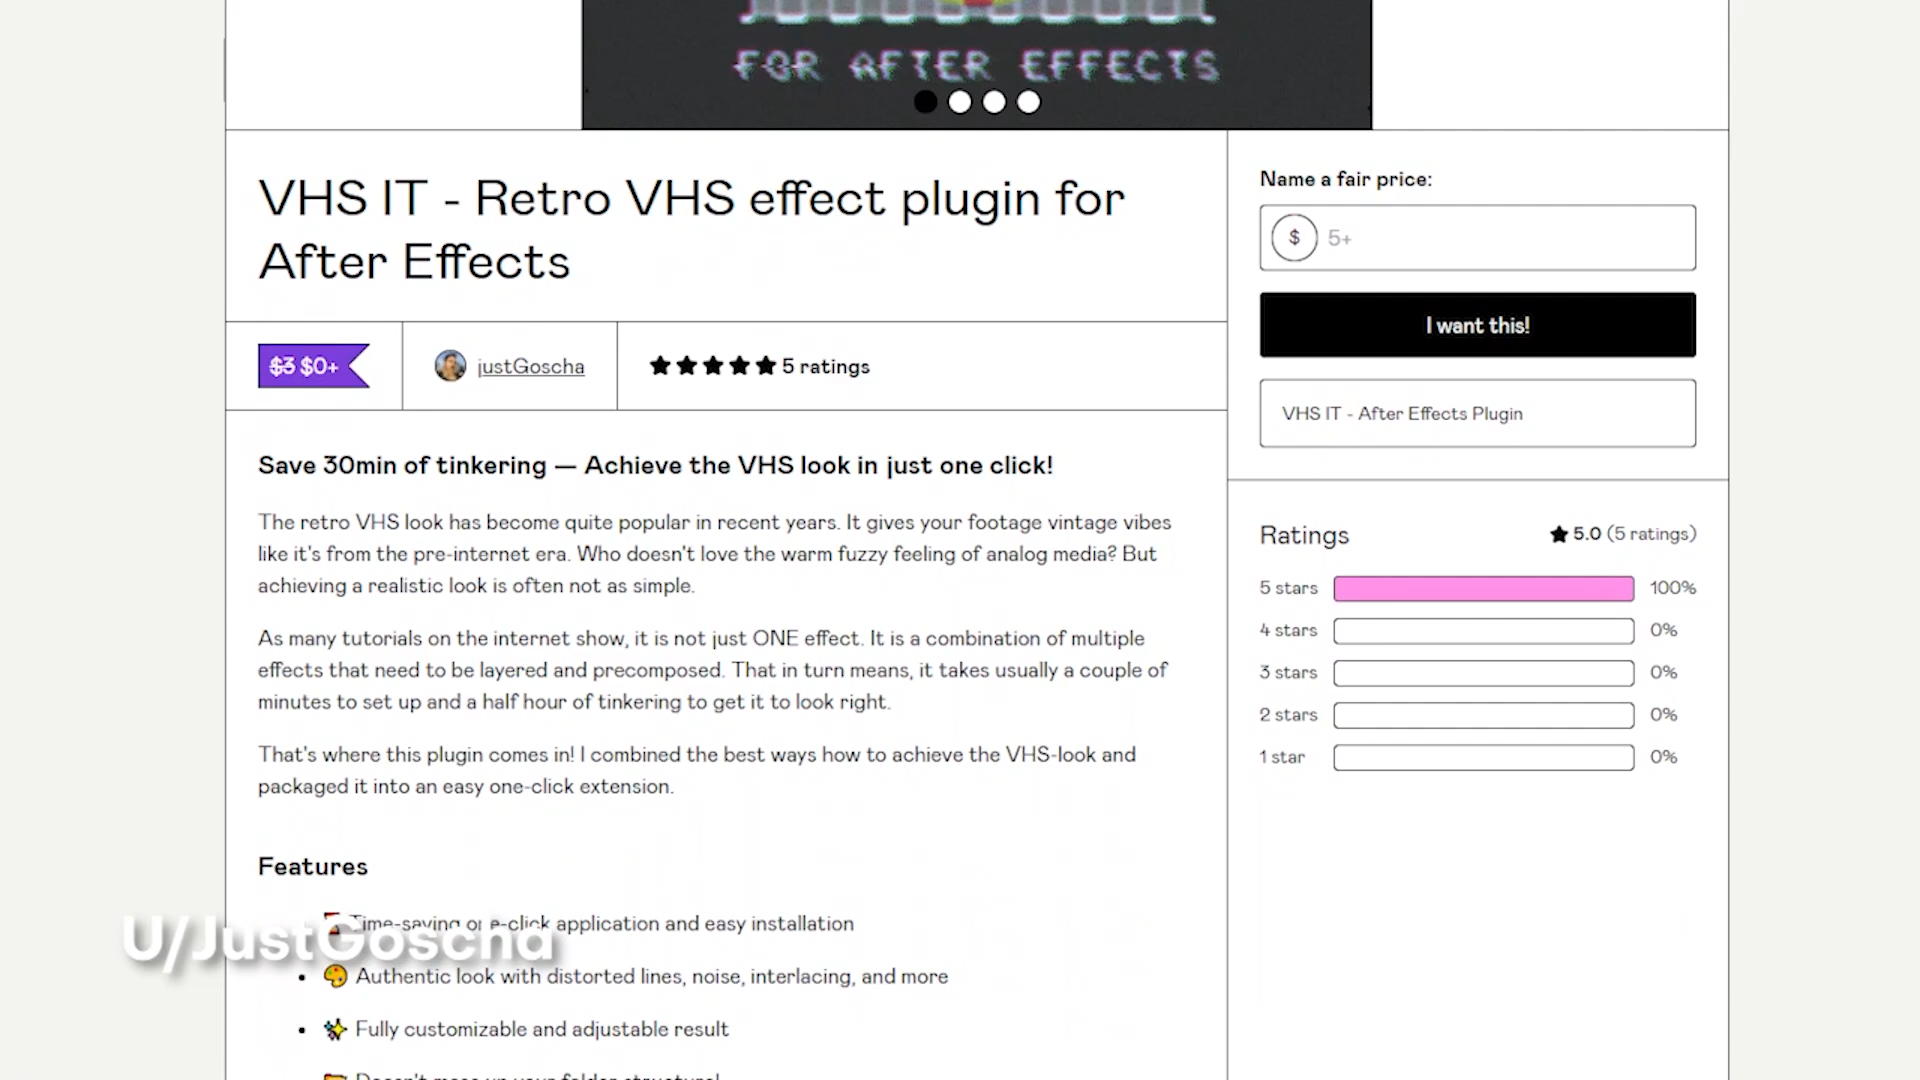 FOR AFTER EFFECTS
VHS IT - Retro VHS effect plugin for
After Effects
$3 $0+
justGoscha
5 ratings
Save 30min of tinkering — Achieve the VHS look in just one click!
The retro VHS look has become quite popular in recent years. It gives your footage vintage vibes
like it's from the pre-internet era. Who doesn't love the warm fuzzy feeling of analog media? But
achieving a realistic look is often not as simple.
As many tutorials on the internet show, it is not just ONE effect. It is a combination of multiple
effects that need to be layered and precomposed. That in turn means, it takes usually a couple of
minutes to set up and a half hour of tinkering to get it to look right.
That's where this plugin comes in! I combined the best ways how to achieve the VHS-look and
packaged it into an easy one-click extension.
Features
Time-saving one-click application and easy installation
Authentic look with distorted lines, noise, interlacing, and more
Fully customizable and adjustable result
Doesn't mess up your folder structure!
U/JustGoscha
Name a fair price:
$ 5+
I want this!
VHS IT - After Effects Plugin
Ratings
5.0 (5 ratings)
5 stars 100%
4 stars 0%
3 stars 0%
2 stars 0%
1 star 0%